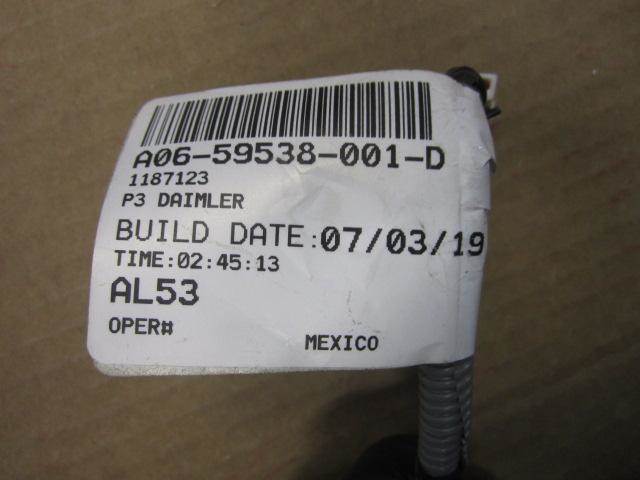 A06-59538-001-D
1187123
P3 DAIMLER
BUILD DATE:07/03/19
TIME:02:45:13
AL53
OPER#
MEXICO